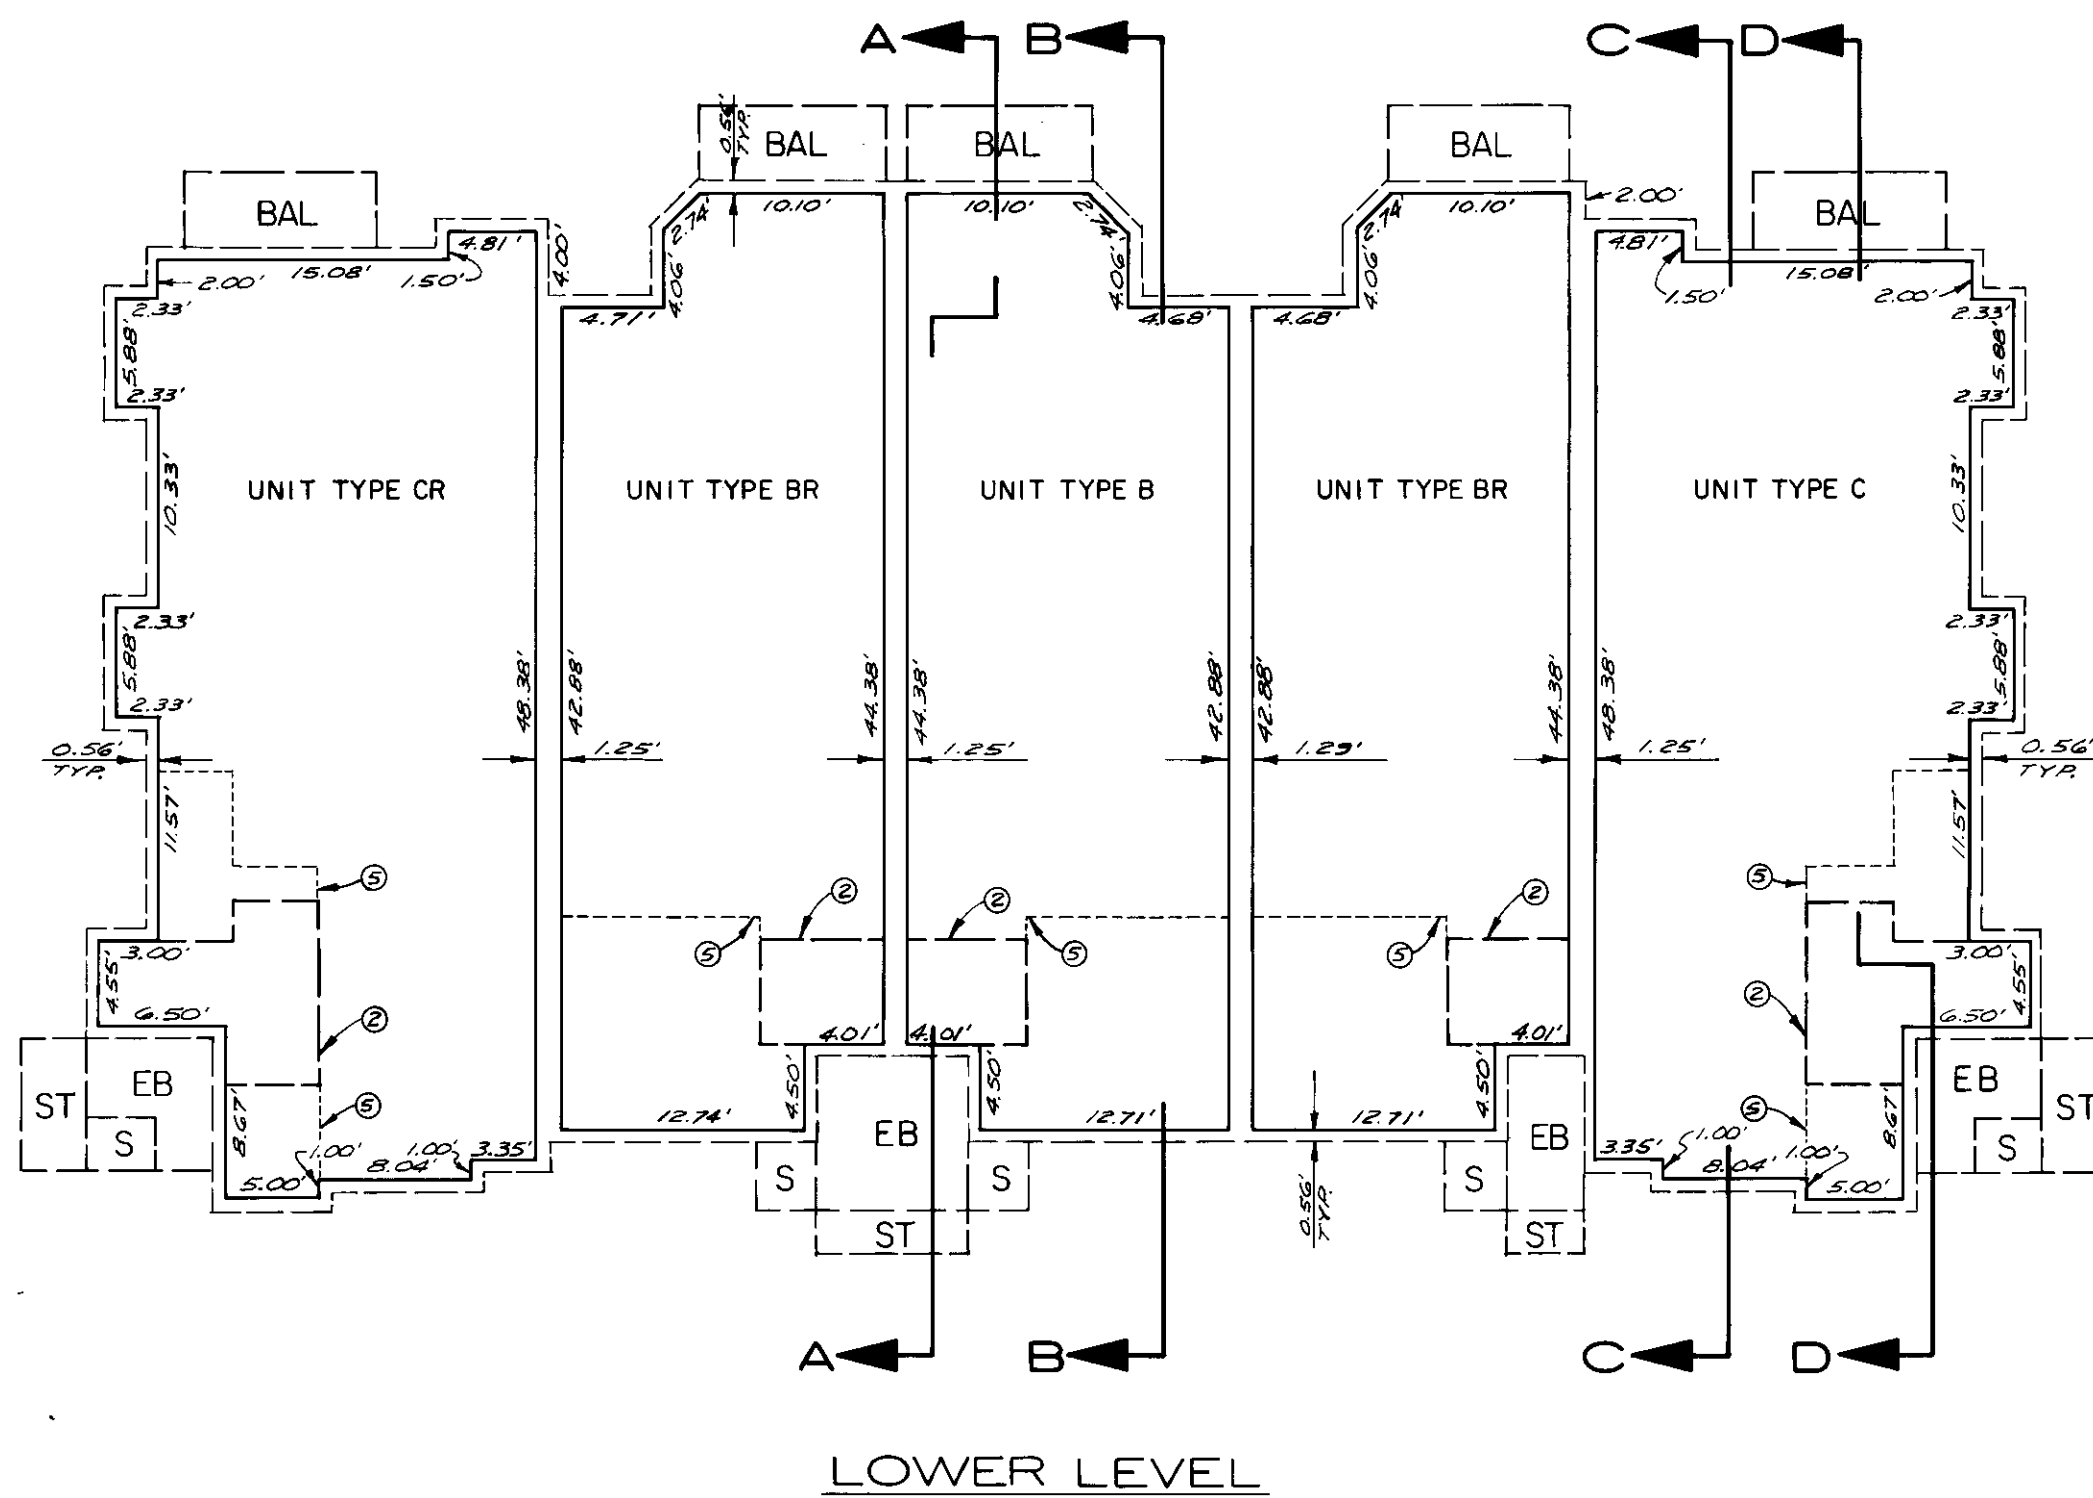 A B C D
BAL BAL BAL BAL BAL
0.56'
TYP.
2.00'
4.81' 2.74' 10.10' 10.10' 2.74' 2.74' 10.10' 4.81'
15.08' 1.50' 4.00' 4.06' 4.06' 4.06' 1.50' 15.08'
2.00' 2.00'
2.33' 4.71' 4.68' 4.68' 2.33'
5.88' 5.88'
2.33' 2.33'
10.33' 10.33'
UNIT TYPE CR UNIT TYPE BR UNIT TYPE B UNIT TYPE BR UNIT TYPE C
2.33' 2.33'
5.88' 5.88'
48.38' 42.88' 44.38' 44.38' 42.88' 42.88' 44.38' 48.38'
2.33' 2.33'
0.56' 1.25' 1.25' 1.29' 1.25' 0.56'
TYP. TYP.
11.57' 11.57'
5 2 2 2 5
5 5 5
3.00' 3.00'
4.55' 4.55'
6.50' 2 2 6.50'
4.01' 4.01' 4.01'
4.50' 4.50' 4.50'
ST EB EB EB EB ST
S 8.67' 5 12.74' 12.71' 12.71' 5 8.67' S
1.00' 1.00' 3.35' 3.35' 1.00' 1.00'
8.04' 8.04'
5.00' S S S 5.00'
0.56'
TYP.
ST ST
A B C D
LOWER LEVEL